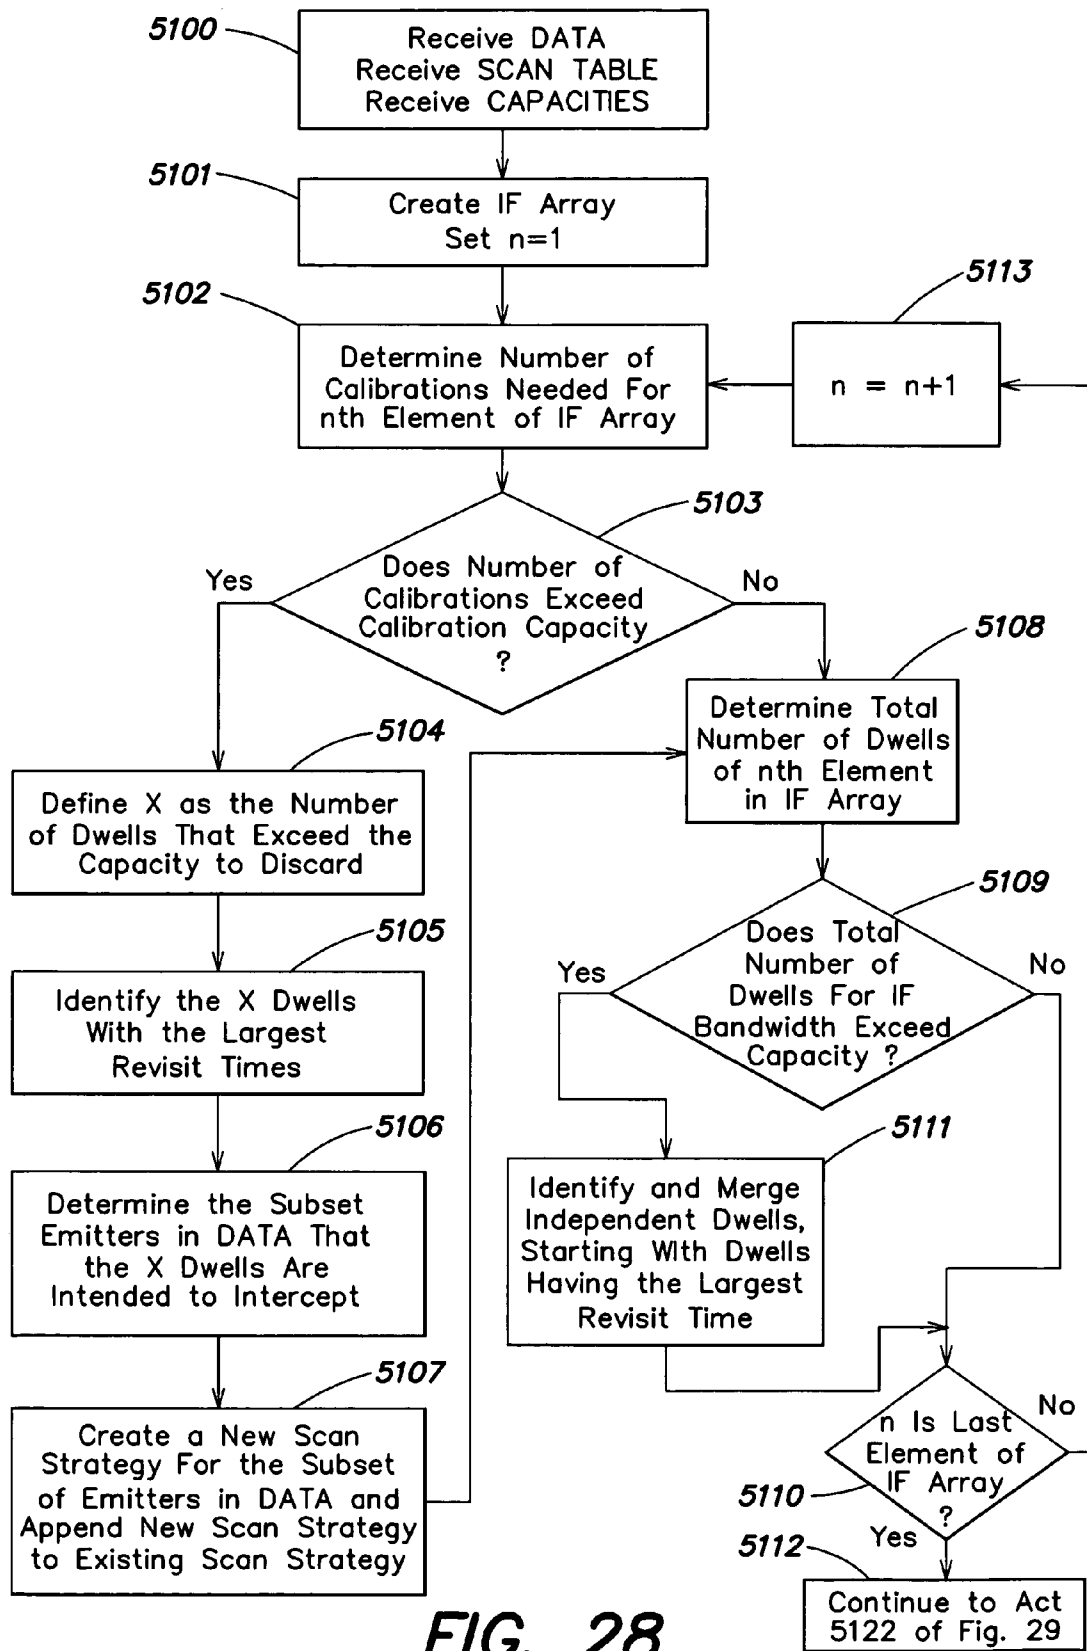 5100
Receive DATA
Receive SCAN TABLE
Receive CAPACITIES
5101
Create IF Array
Set n=1
5102
Determine Number of
Calibrations Needed For
nth Element of IF Array
5113
n = n+1
5103
Does Number of
Calibrations Exceed
Calibration Capacity
?
Yes
No
5104
Define X as the Number
of Dwells That Exceed the
Capacity to Discard
5105
Identify the X Dwells
With the Largest
Revisit Times
5106
Determine the Subset
Emitters in DATA That
the X Dwells Are
Intended to Intercept
5107
Create a New Scan
Strategy For the Subset
of Emitters in DATA and
Append New Scan Strategy
to Existing Scan Strategy
5108
Determine Total
Number of Dwells
of nth Element
in IF Array
5109
Does Total
Number of
Dwells For IF
Bandwidth Exceed
Capacity ?
Yes
No
5111
Identify and Merge
Independent Dwells,
Starting With Dwells
Having the Largest
Revisit Time
n Is Last
Element of
IF Array
?
No
5110
Yes
5112
Continue to Act
5122 of Fig. 29
FIG. 28